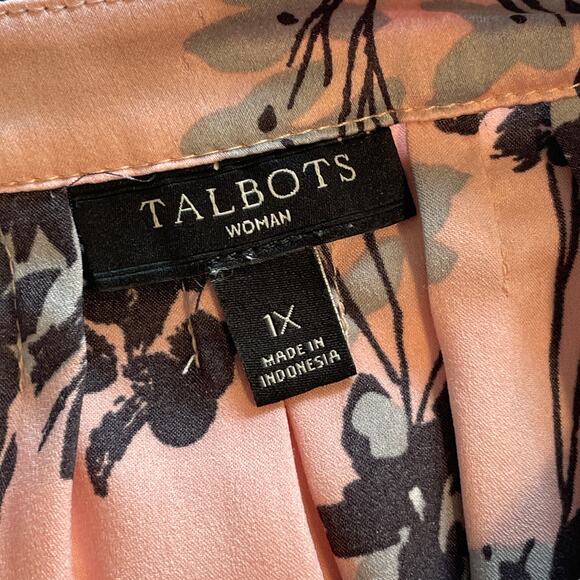 TALBOTS
WOMAN
1X
MADE IN
INDONESIA